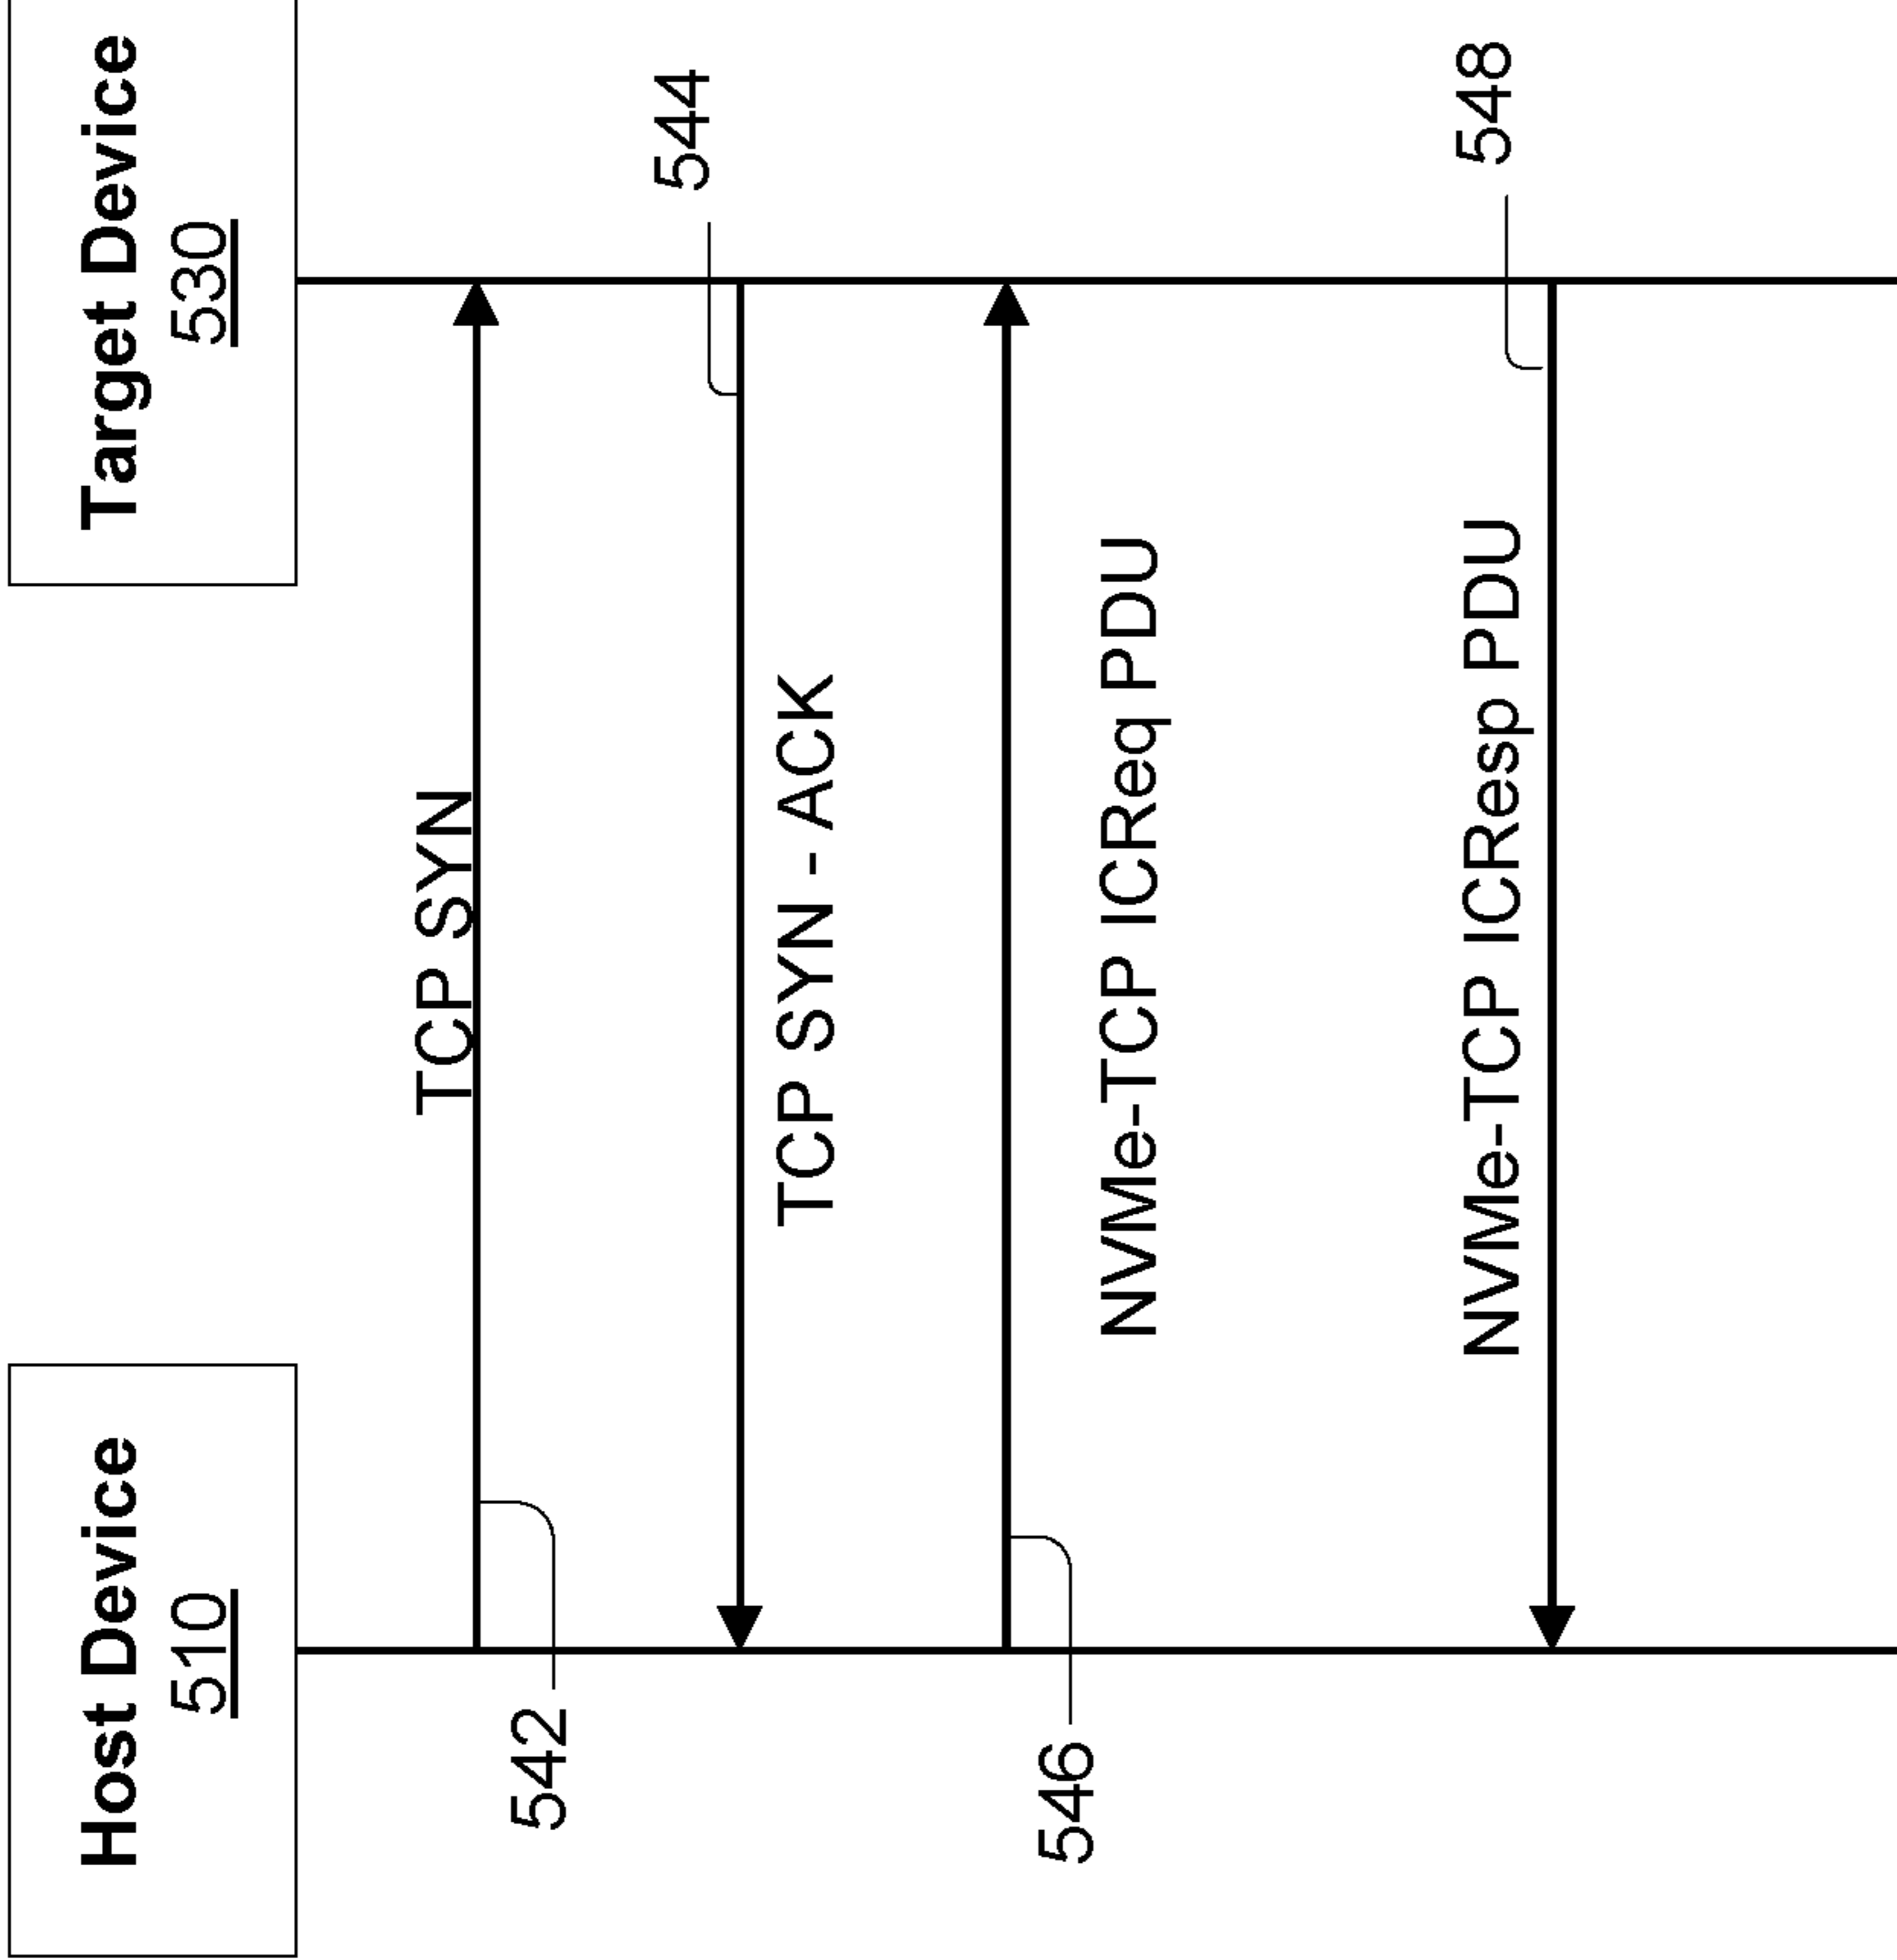 Host Device
510
Target Device
530
TCP SYN
542
544
TCP SYN - ACK
546
NVMe-TCP ICReq PDU
548
NVMe-TCP ICResp PDU